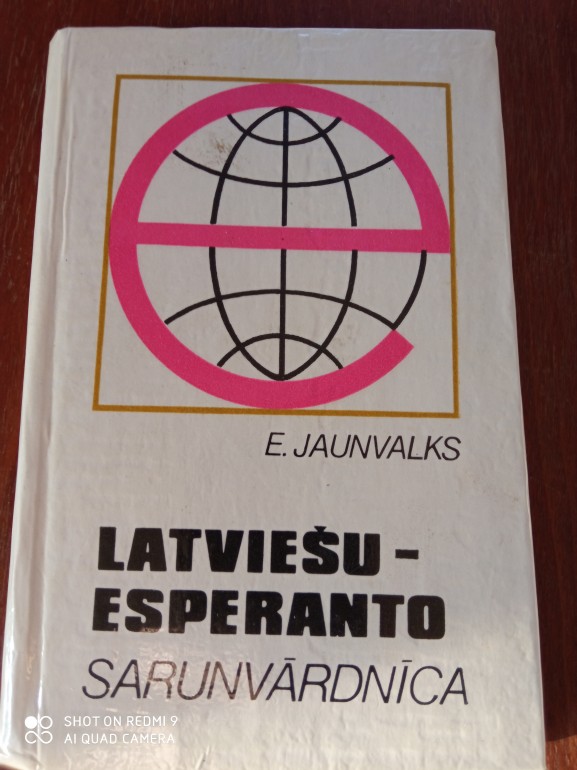 E. JAUNVALKS
LATVIEŠU-
ESPERANTO
SARUNVĀRDNĪCA
SHOT ON REDMI 9
AI QUAD CAMERA